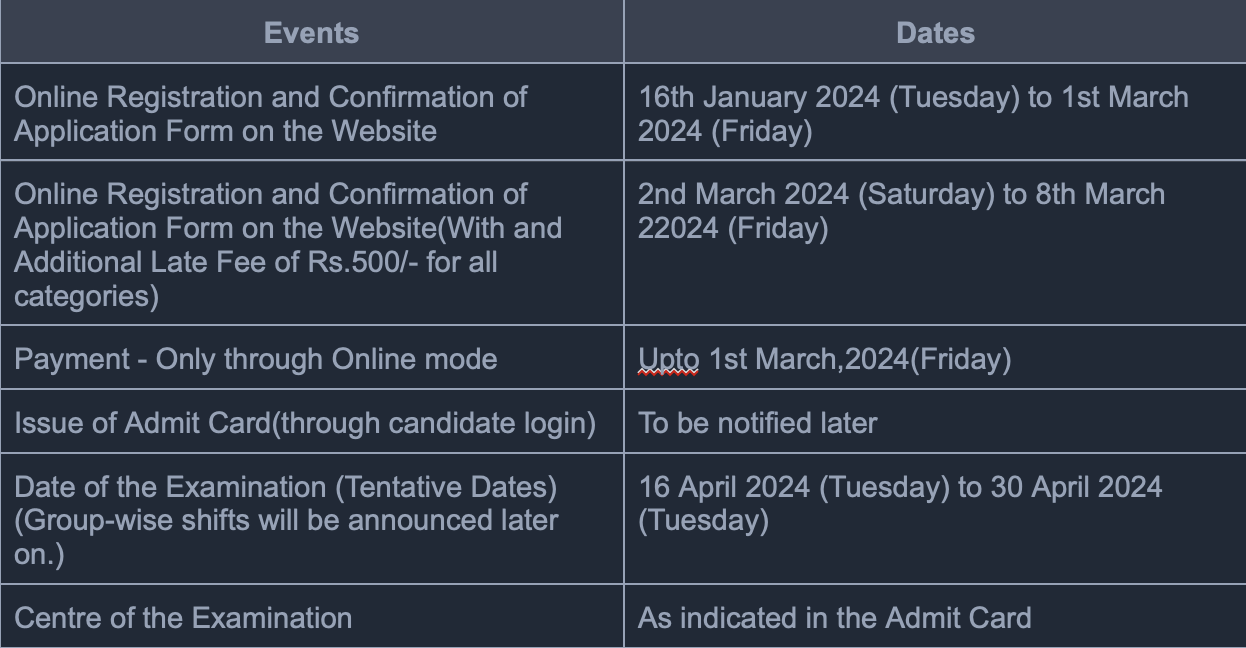 Events
Dates
Online Registration and Confirmation of
Application Form on the Website
16th January 2024 (Tuesday) to 1st March
2024 (Friday)
Online Registration and Confirmation of
Application Form on the Website(With and
Additional Late Fee of Rs.500/- for all
categories)
2nd March 2024 (Saturday) to 8th March
22024 (Friday)
Payment - Only through Online mode
Upto 1st March,2024(Friday)
Issue of Admit Card(through candidate login)
To be notified later
Date of the Examination (Tentative Dates)
(Group-wise shifts will be announced later
on.)
16 April 2024 (Tuesday) to 30 April 2024
(Tuesday)
Centre of the Examination
As indicated in the Admit Card